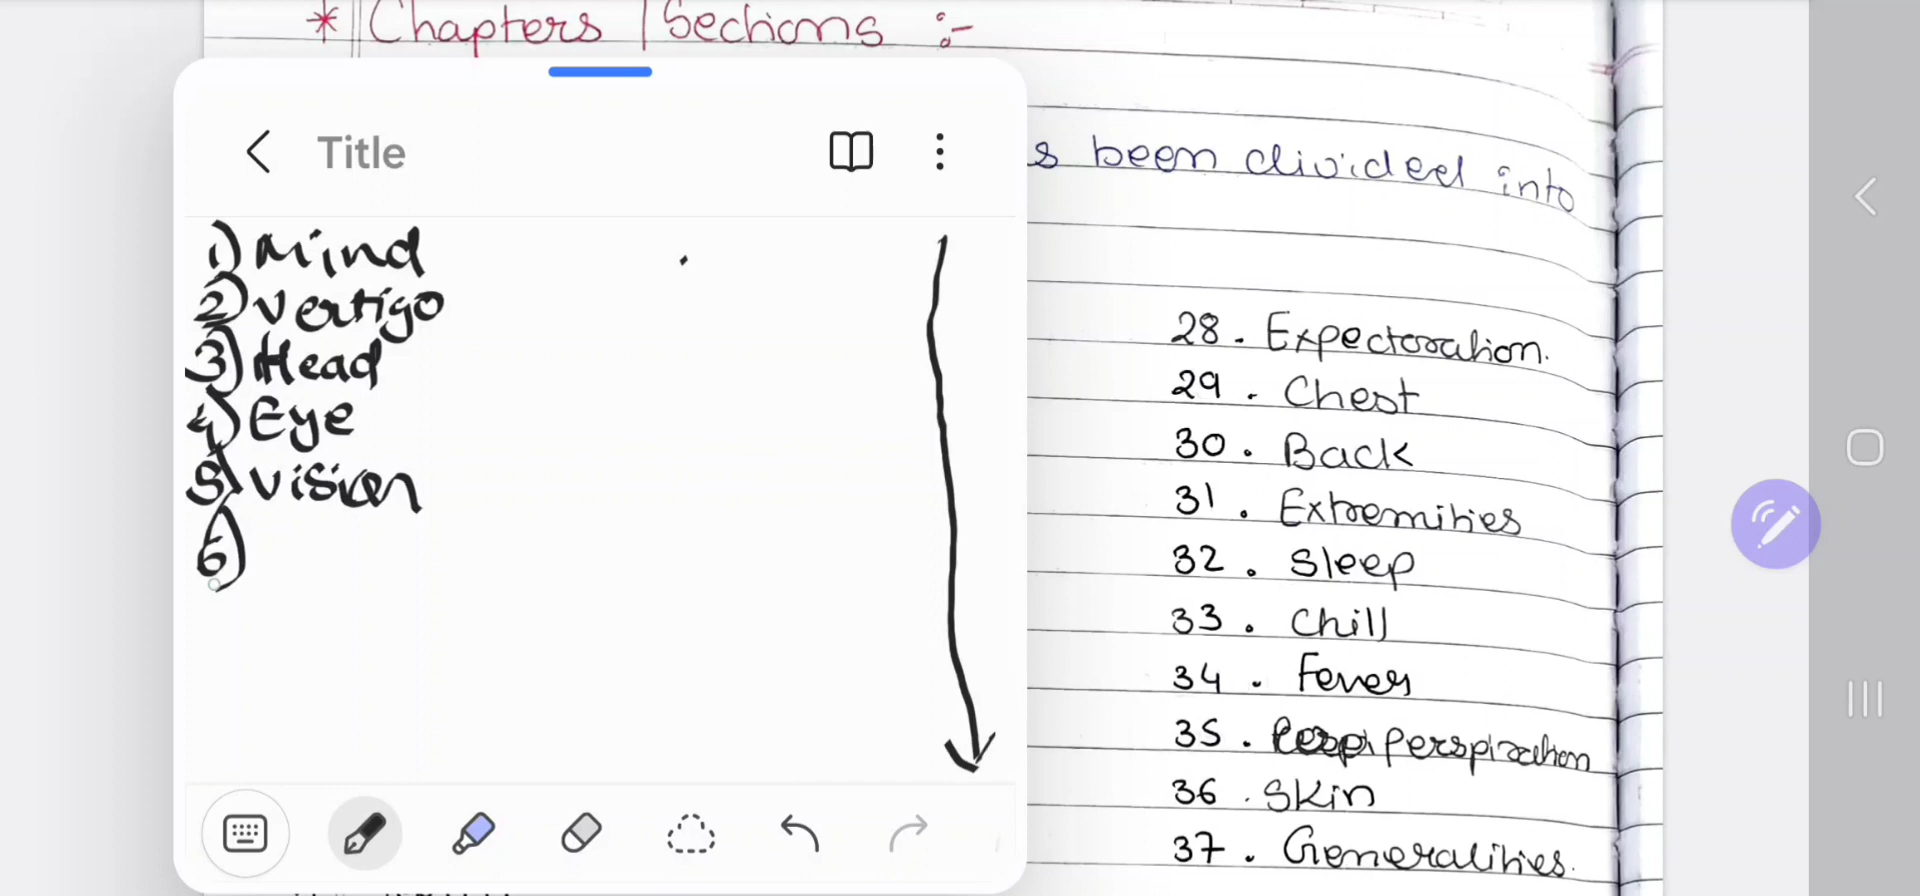 * Chapters | Sections :-
s been divided into
Title
1) Mind
2) Vertigo
3) Head
4) Eye
5) Vision
6)
28. Expectoration.
29. Chest
30. Back
31. Extremities
32. Sleep
33. Chill
34. Fever
35. Perspiration
36. Skin
37. Generalities.